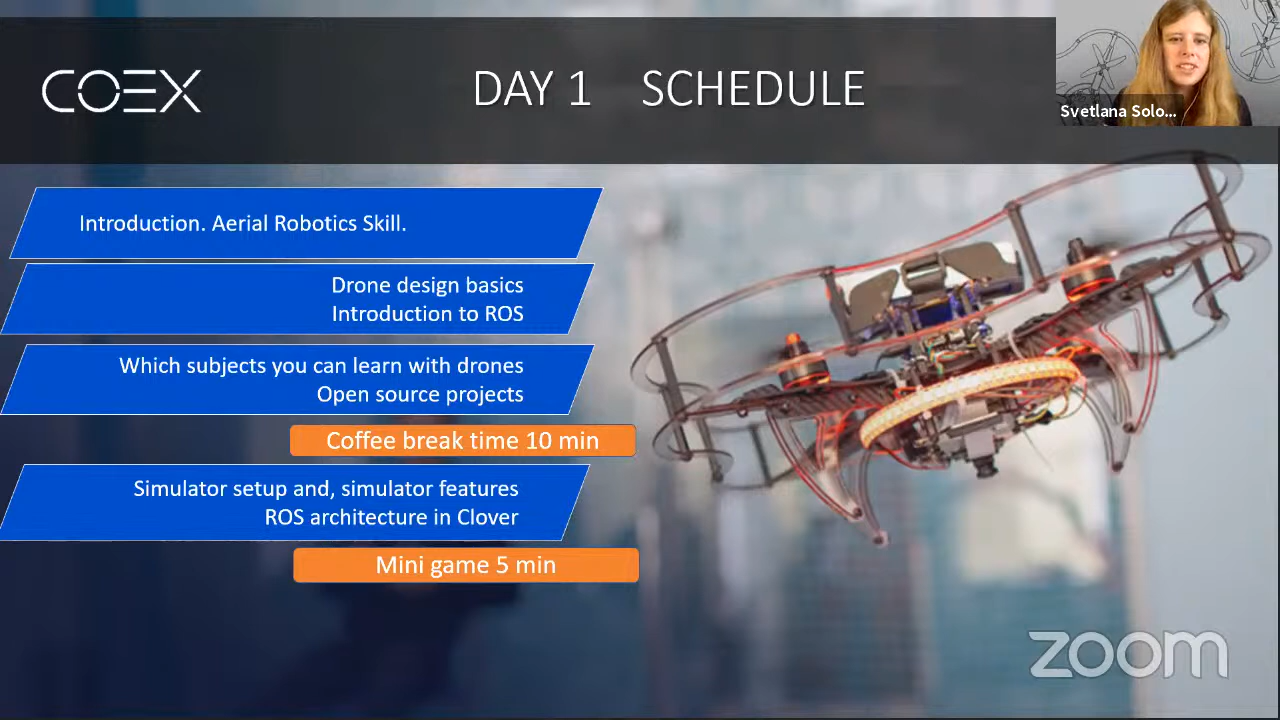 COEX
DAY 1 SCHEDULE
Svetlana Solo...
Introduction. Aerial Robotics Skill.
Drone design basics
Introduction to ROS
Which subjects you can learn with drones
Open source projects
Coffee break time 10 min
Simulator setup and, simulator features
ROS architecture in Clover
Mini game 5 min
zoom